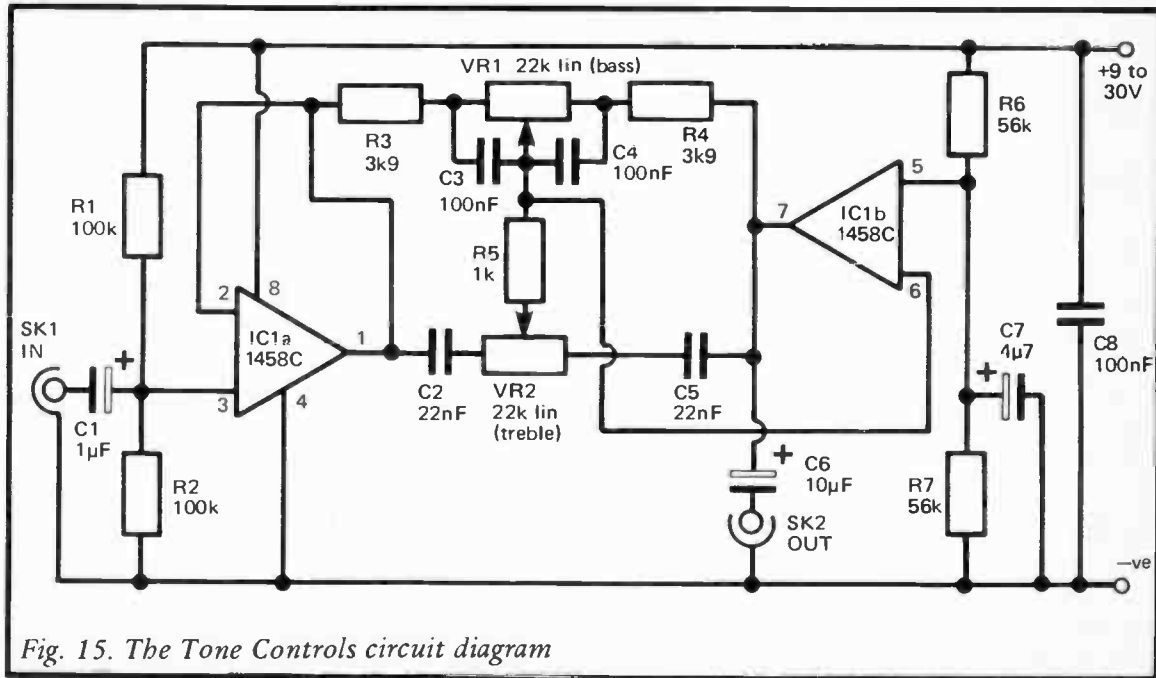 VR1 22k lin (bass)
+9 to
30V
R3
3k9
R4
3k9
C3
100nF
C4
100nF
R6
56k
R1
100k
R5
1k
5
7
IC1b
1458C
6
2
8
SK1
IN
IC1a
1458C
1
3
4
C1
1µF
+
C2
22nF
VR2
22k lin
(treble)
C5
22nF
C7
4µ7
+
C8
100nF
R2
100k
+
C6
10µF
SK2
OUT
R7
56k
−ve
Fig. 15. The Tone Controls circuit diagram